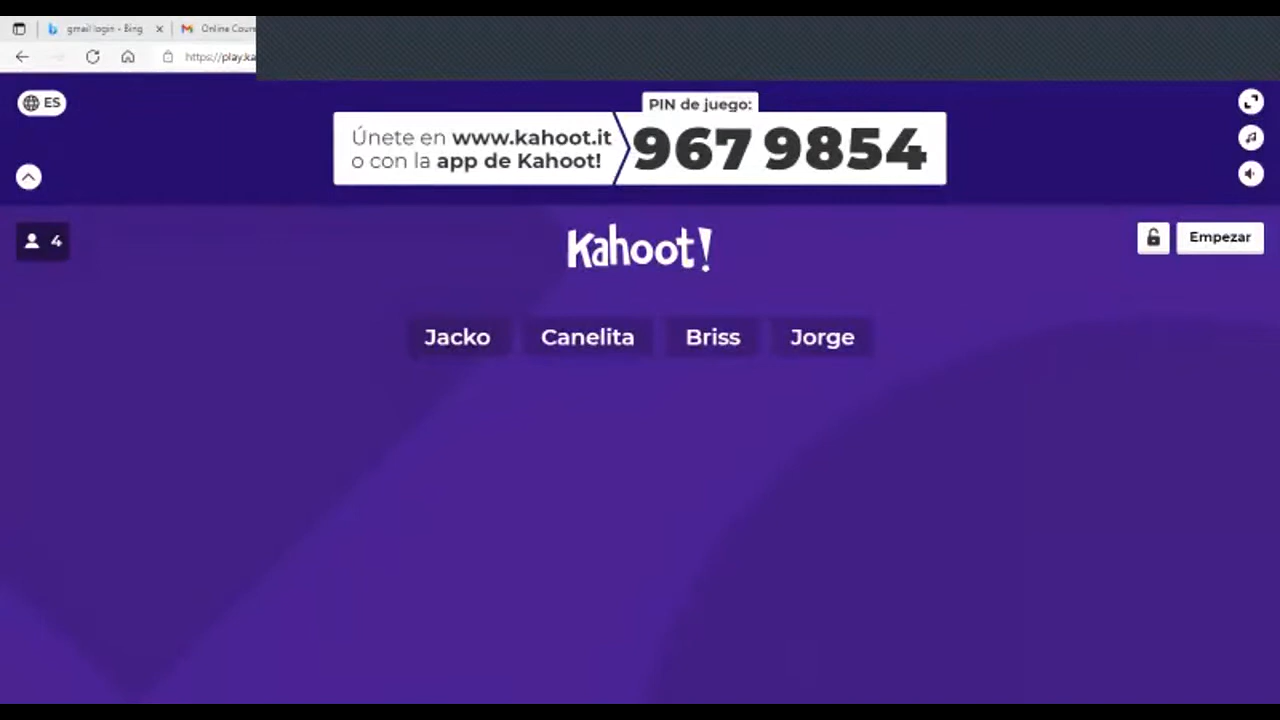 gmail login - Bing
Online Coun
https://play.ka
ES
PIN de juego:
Únete en www.kahoot.it
o con la app de Kahoot!
967 9854
4
Kahoot!
Empezar
Jacko Canelita Briss Jorge